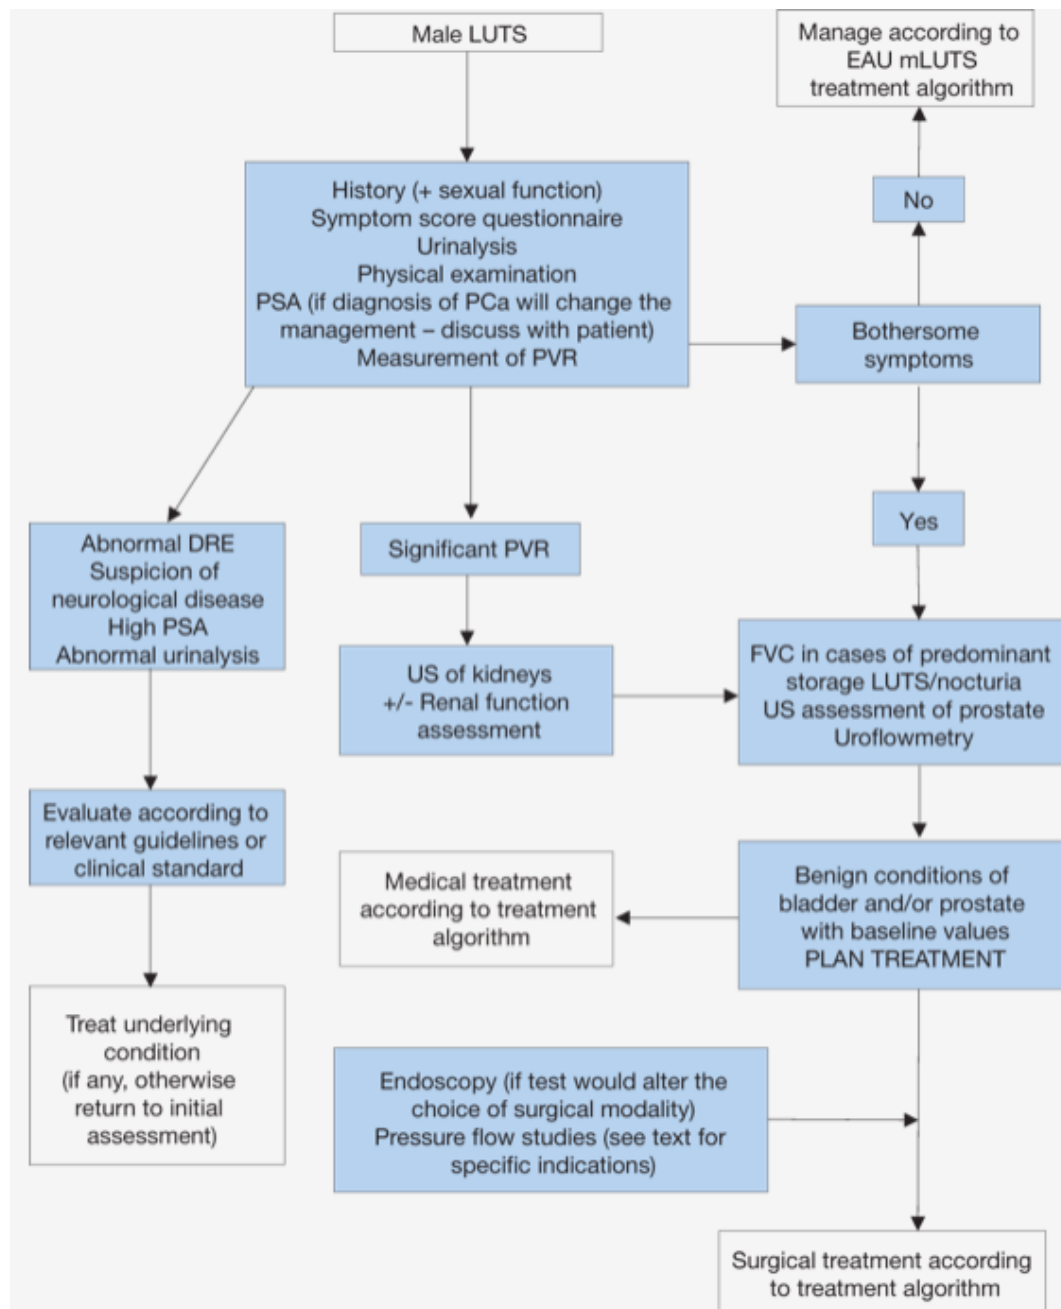 Male LUTS
Manage according to
EAU mLUTS
treatment algorithm
History (+ sexual function)
Symptom score questionnaire
Urinalysis
Physical examination
PSA (if diagnosis of PCa will change the
management – discuss with patient)
Measurement of PVR
No
Bothersome
symptoms
Yes
Abnormal DRE
Suspicion of
neurological disease
High PSA
Abnormal urinalysis
Significant PVR
US of kidneys
+/- Renal function
assessment
FVC in cases of predominant
storage LUTS/nocturia
US assessment of prostate
Uroflowmetry
Evaluate according to
relevant guidelines or
clinical standard
Medical treatment
according to treatment
algorithm
Benign conditions of
bladder and/or prostate
with baseline values
PLAN TREATMENT
Treat underlying
condition
(if any, otherwise
return to initial
assessment)
Endoscopy (if test would alter the
choice of surgical modality)
Pressure flow studies (see text for
specific indications)
Surgical treatment according
to treatment algorithm